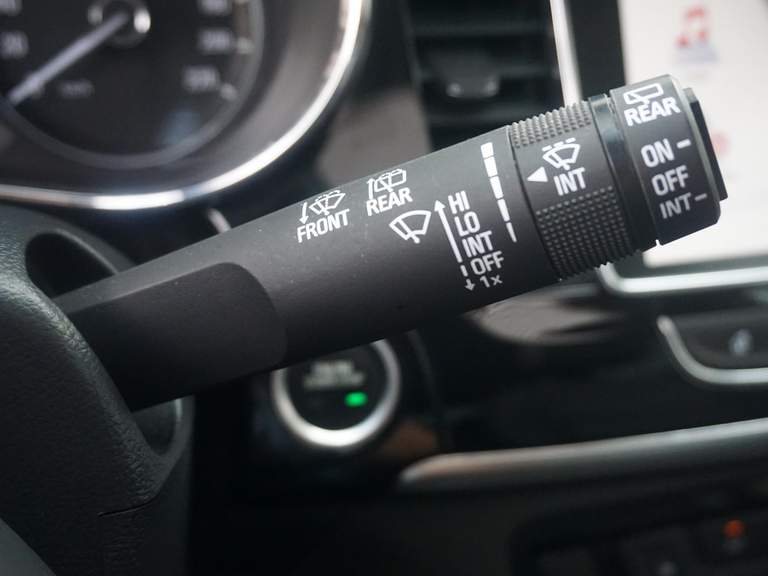 FRONT
REAR
HI
LO
INT
OFF
1x
INT
REAR
ON
OFF
INT